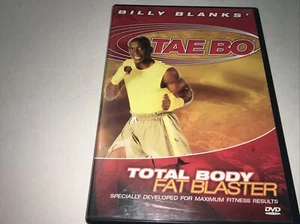 BILLY BLANKS'
TAE BO
TOTAL BODY
FAT BLASTER
SPECIALLY DEVELOPED FOR MAXIMUM FITNESS RESULTS
DVD